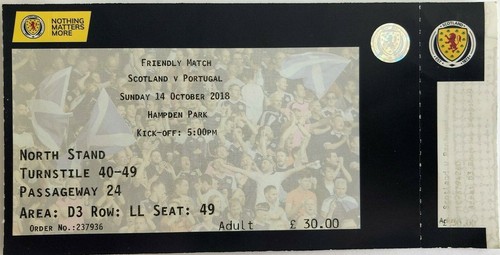 NOTHING
MATTERS
MORE
Friendly Match
Scotland v Portugal
Sunday 14 October 2018
Hampden Park
Kick-off: 5:00pm
North Stand
Turnstile 40-49
Passageway 24
Area: D3 Row: LL Seat: 49
Order No.:237936
Adult £ 30.00
SCOTLAND